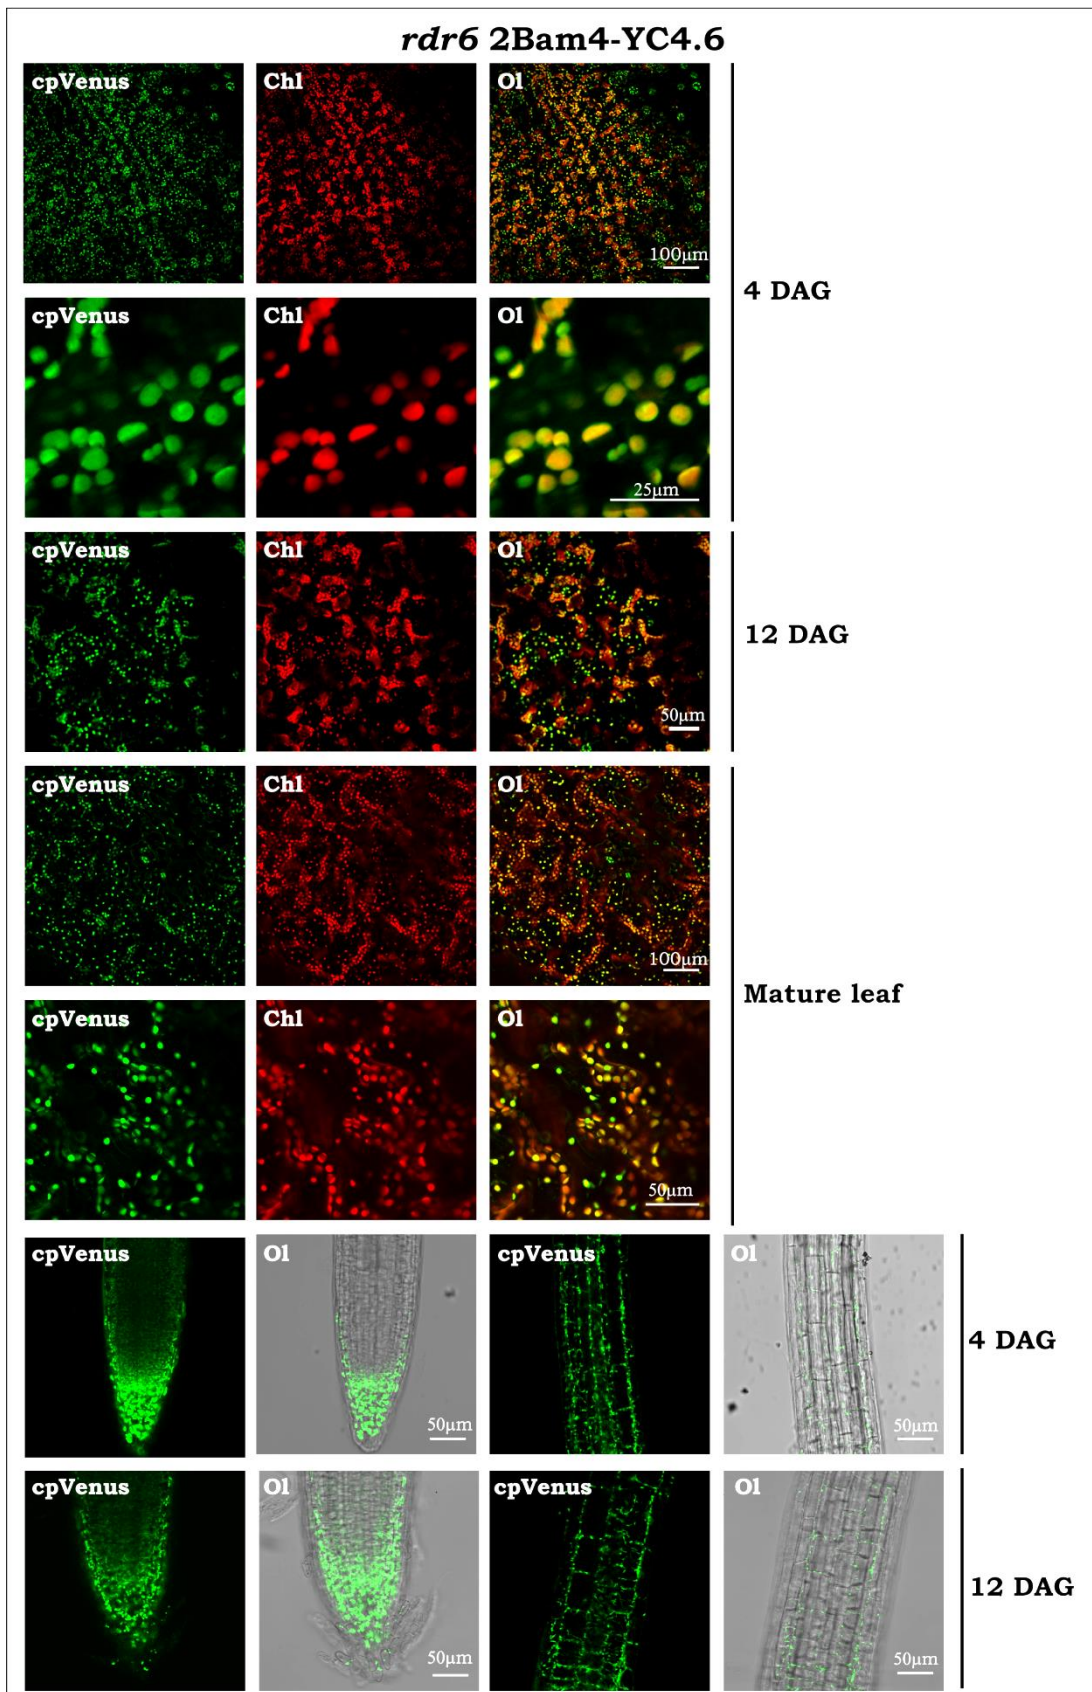 rdr6 2Bam4-YC4.6
cpVenus Chl Ol
100µm
4 DAG
cpVenus Chl Ol
25µm
cpVenus Chl Ol
12 DAG
50µm
cpVenus Chl Ol
100µm
Mature leaf
cpVenus Chl Ol
50µm
cpVenus Ol cpVenus Ol
4 DAG
50µm 50µm
cpVenus Ol cpVenus Ol
12 DAG
50µm 50µm